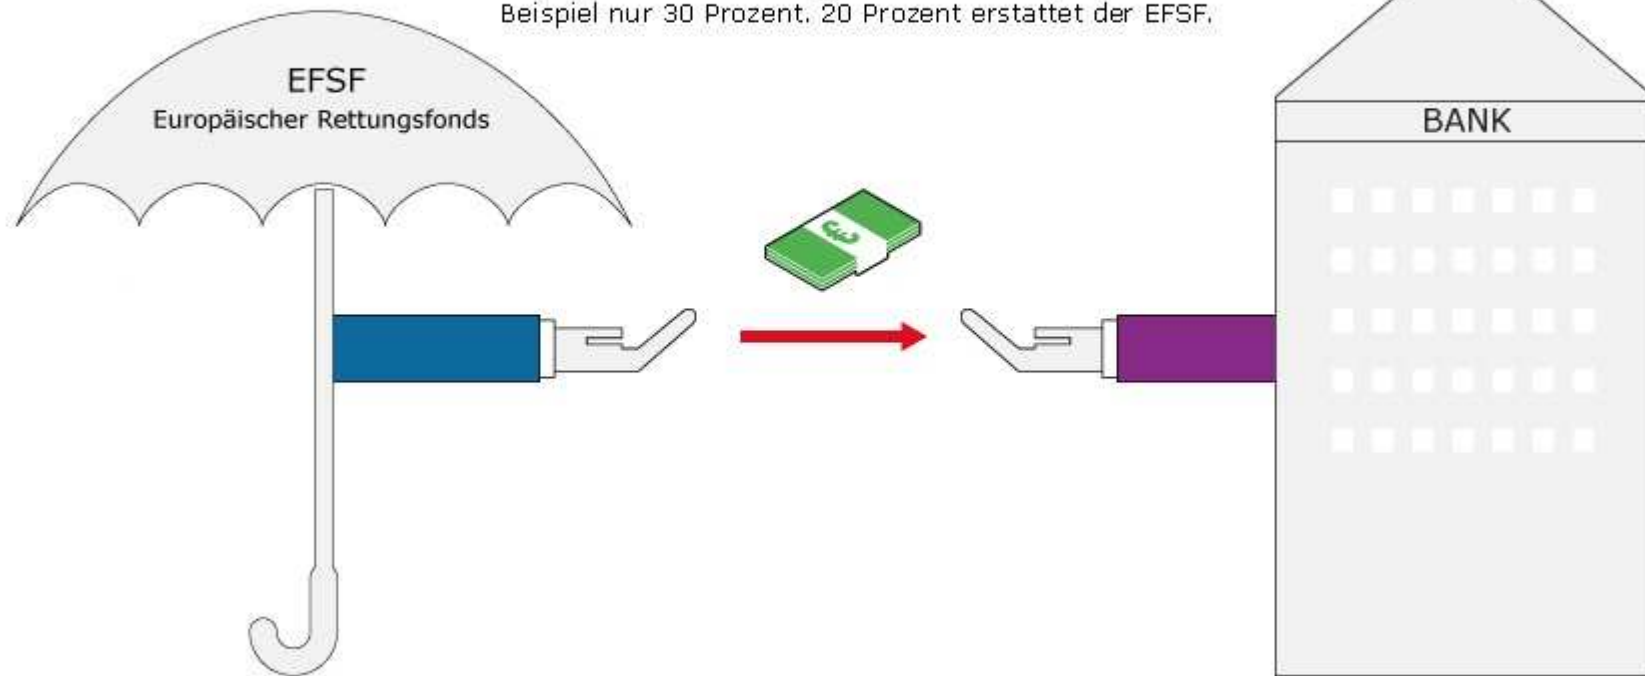 Beispiel nur 30 Prozent. 20 Prozent erstattet der EFSF.
EFSF
Europäischer Rettungsfonds
BANK
€